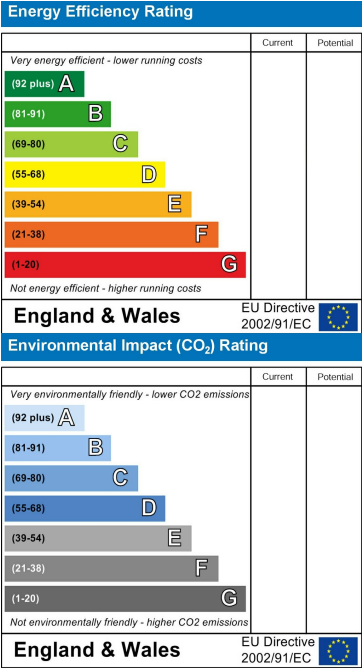 Energy Efficiency Rating
Current Potential
Very energy efficient - lower running costs
(92 plus) A
(81-91) B
(69-80) C
(55-68) D
(39-54) E
(21-38) F
(1-20) G
Not energy efficient - higher running costs
England & Wales
EU Directive
2002/91/EC
Environmental Impact (CO₂) Rating
Current Potential
Very environmentally friendly - lower CO2 emissions
(92 plus) A
(81-91) B
(69-80) C
(55-68) D
(39-54) E
(21-38) F
(1-20) G
Not environmentally friendly - higher CO2 emissions
England & Wales
EU Directive
2002/91/EC